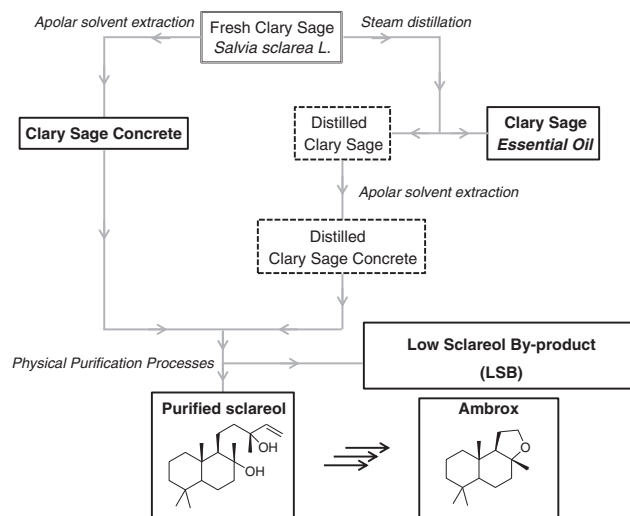 Apolar solvent extraction
Fresh Clary Sage
Salvia sclarea L.
Steam distillation
Clary Sage Concrete
Distilled
Clary Sage
Clary Sage
Essential Oil
Apolar solvent extraction
Distilled
Clary Sage Concrete
Physical Purification Processes
Low Sclareol By-product
(LSB)
Purified sclareol
OH
OH
Ambrox
O